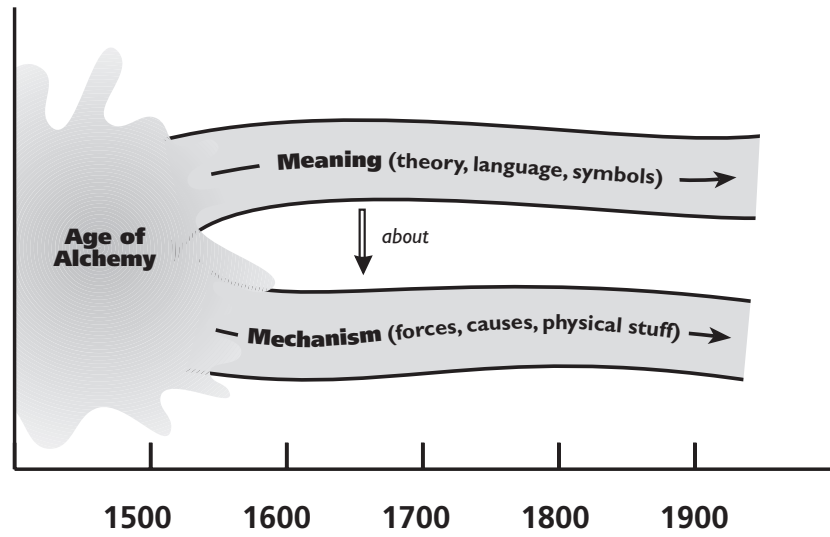 Meaning (theory, language, symbols)
about
Age of
Alchemy
Mechanism (forces, causes, physical stuff)
1500 1600 1700 1800 1900